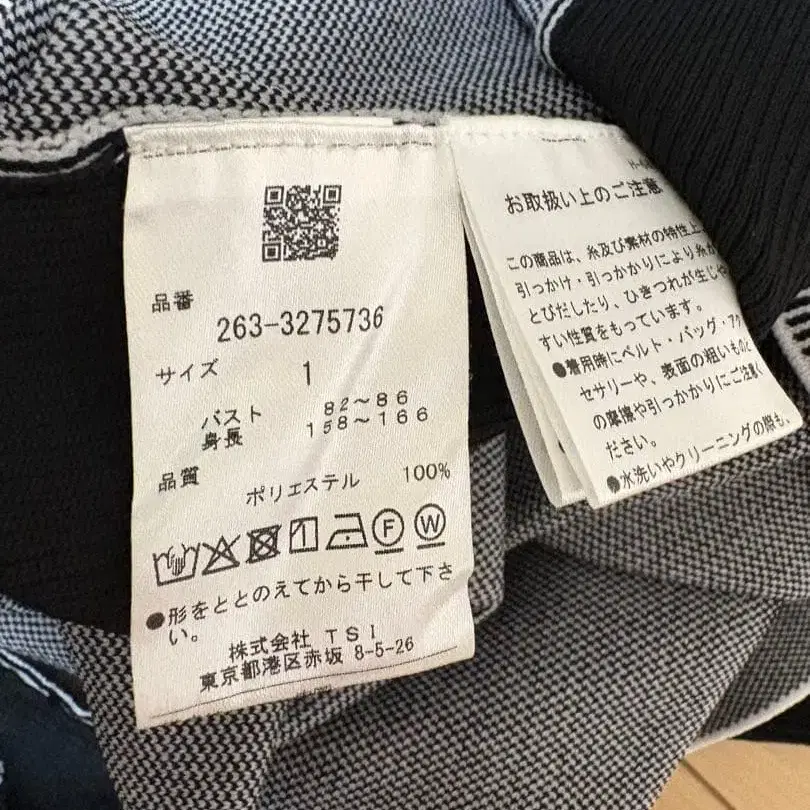 品番
263-3275736
サイズ 1
バスト 82～86
身長 158～166
品質
ポリエステル 100%
F W
●形をととのえてから干して下さ
い。
株式会社 TSI
東京都港区赤坂 8-5-26
お取扱い上のご注意
この商品は、糸及び素材の特性上
引っかけ・引っかかりにより糸が
とびだしたり、ひきつれが生じや
すい性質をもっています。
●着用時にベルト・バッグ・アク
セサリーや、表面の粗いものと
の摩擦や引っかかりにご注意く
ださい。
●水洗いやクリーニングの際も、